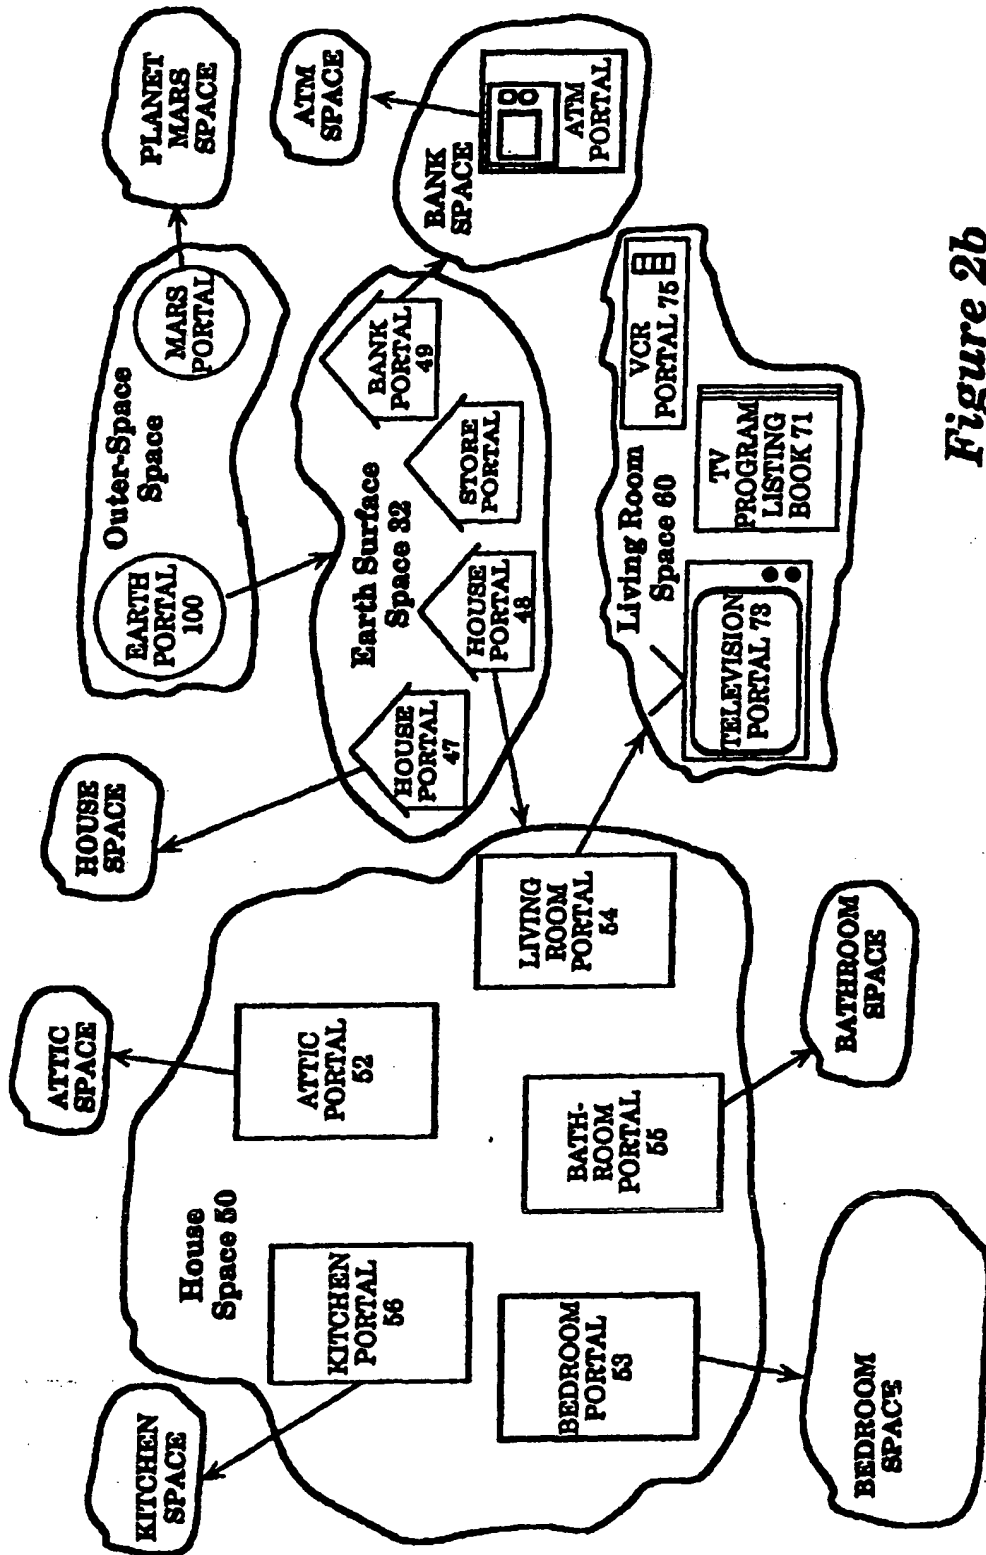 KITCHEN
SPACE
ATTIC
SPACE
HOUSE
SPACE
Outer-Space
Space
EARTH
PORTAL
100
MARS
PORTAL
PLANET
MARS
SPACE
House
Space 50
KITCHEN
PORTAL
56
ATTIC
PORTAL
52
BEDROOM
PORTAL
53
BATH-
ROOM
PORTAL
55
LIVING
ROOM
PORTAL
54
Earth Surface
Space 32
HOUSE
PORTAL
47
HOUSE
PORTAL
48
STORE
PORTAL
BANK
PORTAL
49
ATM
SPACE
BANK
SPACE
ATM
PORTAL
Living Room
Space 60
TELEVISION
PORTAL 73
TV
PROGRAM
LISTING
BOOK 71
VCR
PORTAL 75
BEDROOM
SPACE
BATHROOM
SPACE
Figure 2b